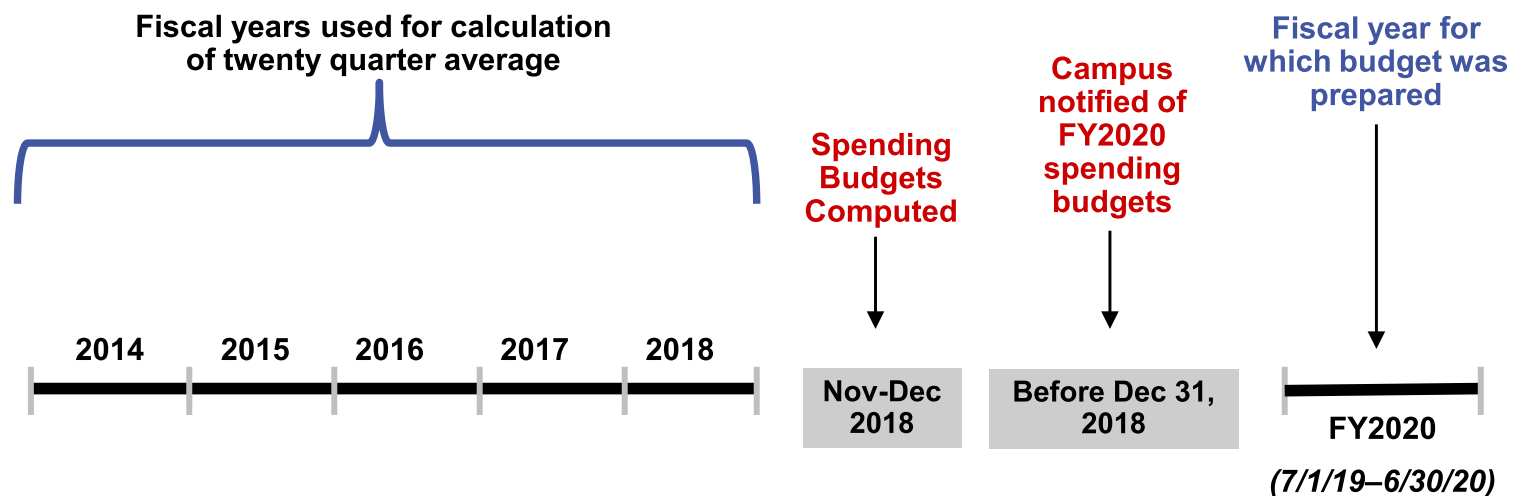 Fiscal years used for calculation
of twenty quarter average
Spending
Budgets
Computed
Campus
notified of
FY2020
spending
budgets
Fiscal year for
which budget was
prepared
2014
2015
2016
2017
2018
Nov-Dec
2018
Before Dec 31,
2018
FY2020
(7/1/19–6/30/20)